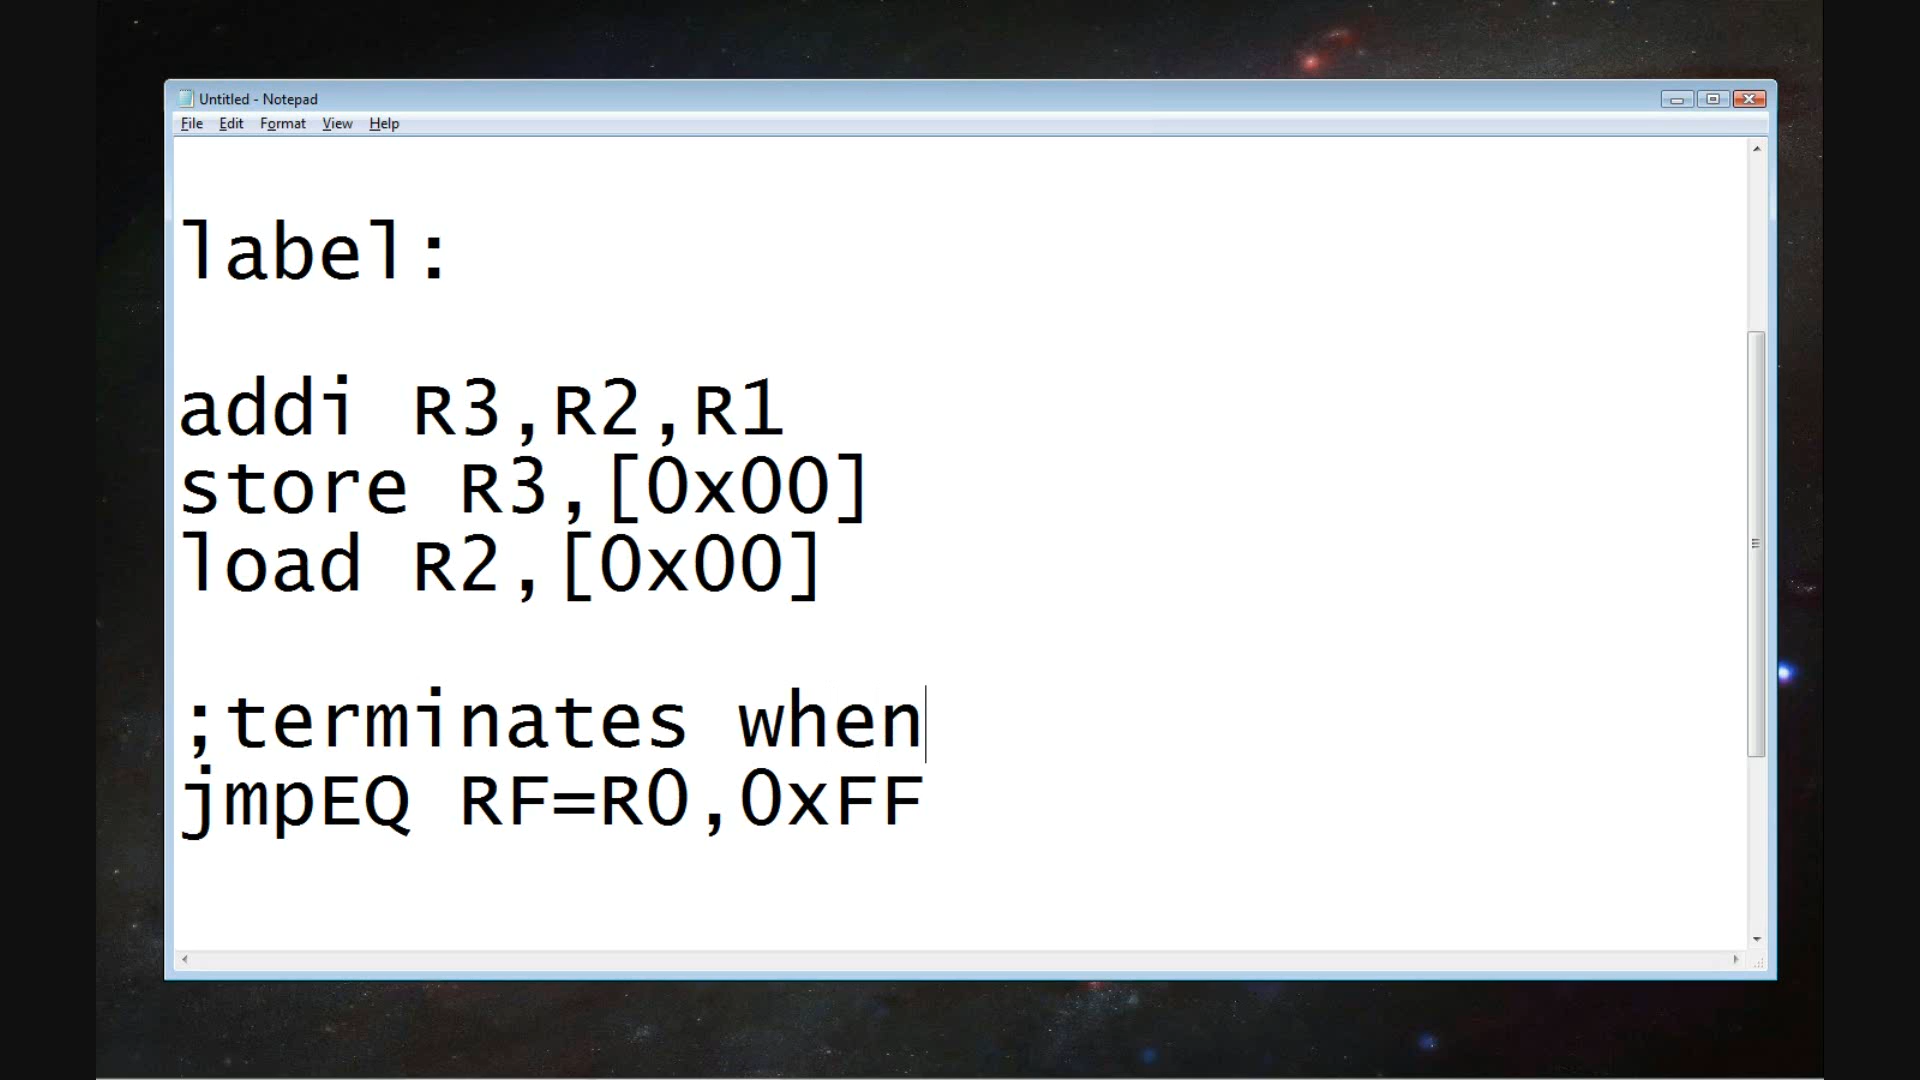 Untitled - Notepad
File Edit Format View Help
label:
addi R3,R2,R1
store R3,[0x00]
load R2,[0x00]
;terminates when
jmpEQ RF=R0,0xFF